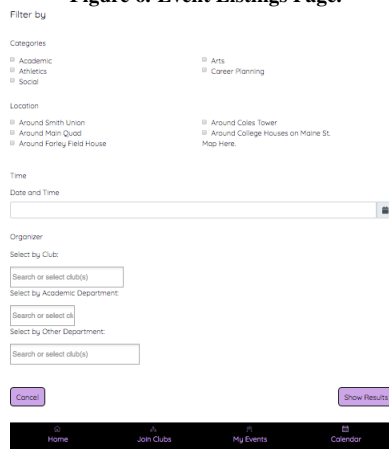 Figure 6: Event Listings Page.
Filter by
Categories
Academic
Arts
Athletics
Career Planning
Social
Location
Around Smith Union
Around Coles Tower
Around Main Quad
Around College Houses on Maine St.
Around Farley Field House
Map Here.
Time
Date and Time
Organizer
Select by Club:
Search or select club(s)
Select by Academic Department:
Search or select clu
Select by Other Department:
Search or select club(s)
Cancel
Show Results
Home
Join Clubs
My Events
Calendar